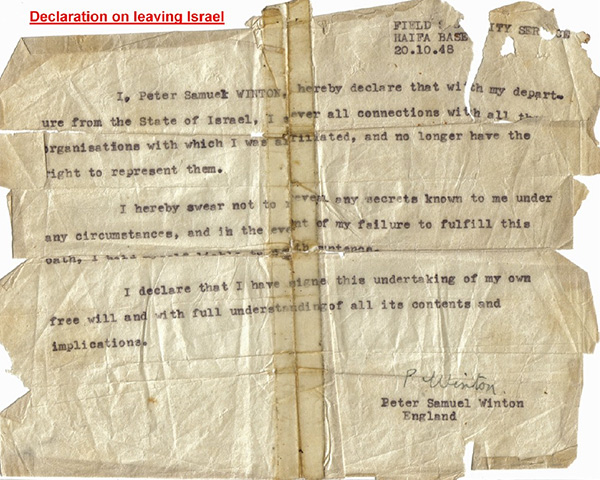 Declaration on leaving Israel
FIELD SERVICE
HAIFA BASE
20.10.48
I, Peter Samuel WINTON, hereby declare that with my depart-
ure from the State of Israel, I sever all connections with all
organisations with which I was affiliated, and no longer have the
right to represent them.
I hereby swear not to any secrets known to me under
any circumstances, and in the event of my failure to fulfill this
oath, I sentence.
I declare that I have signe this undertaking of my own
free will and with full understanding of all its contents and
implications.
P Winton.
Peter Samuel Winton
England